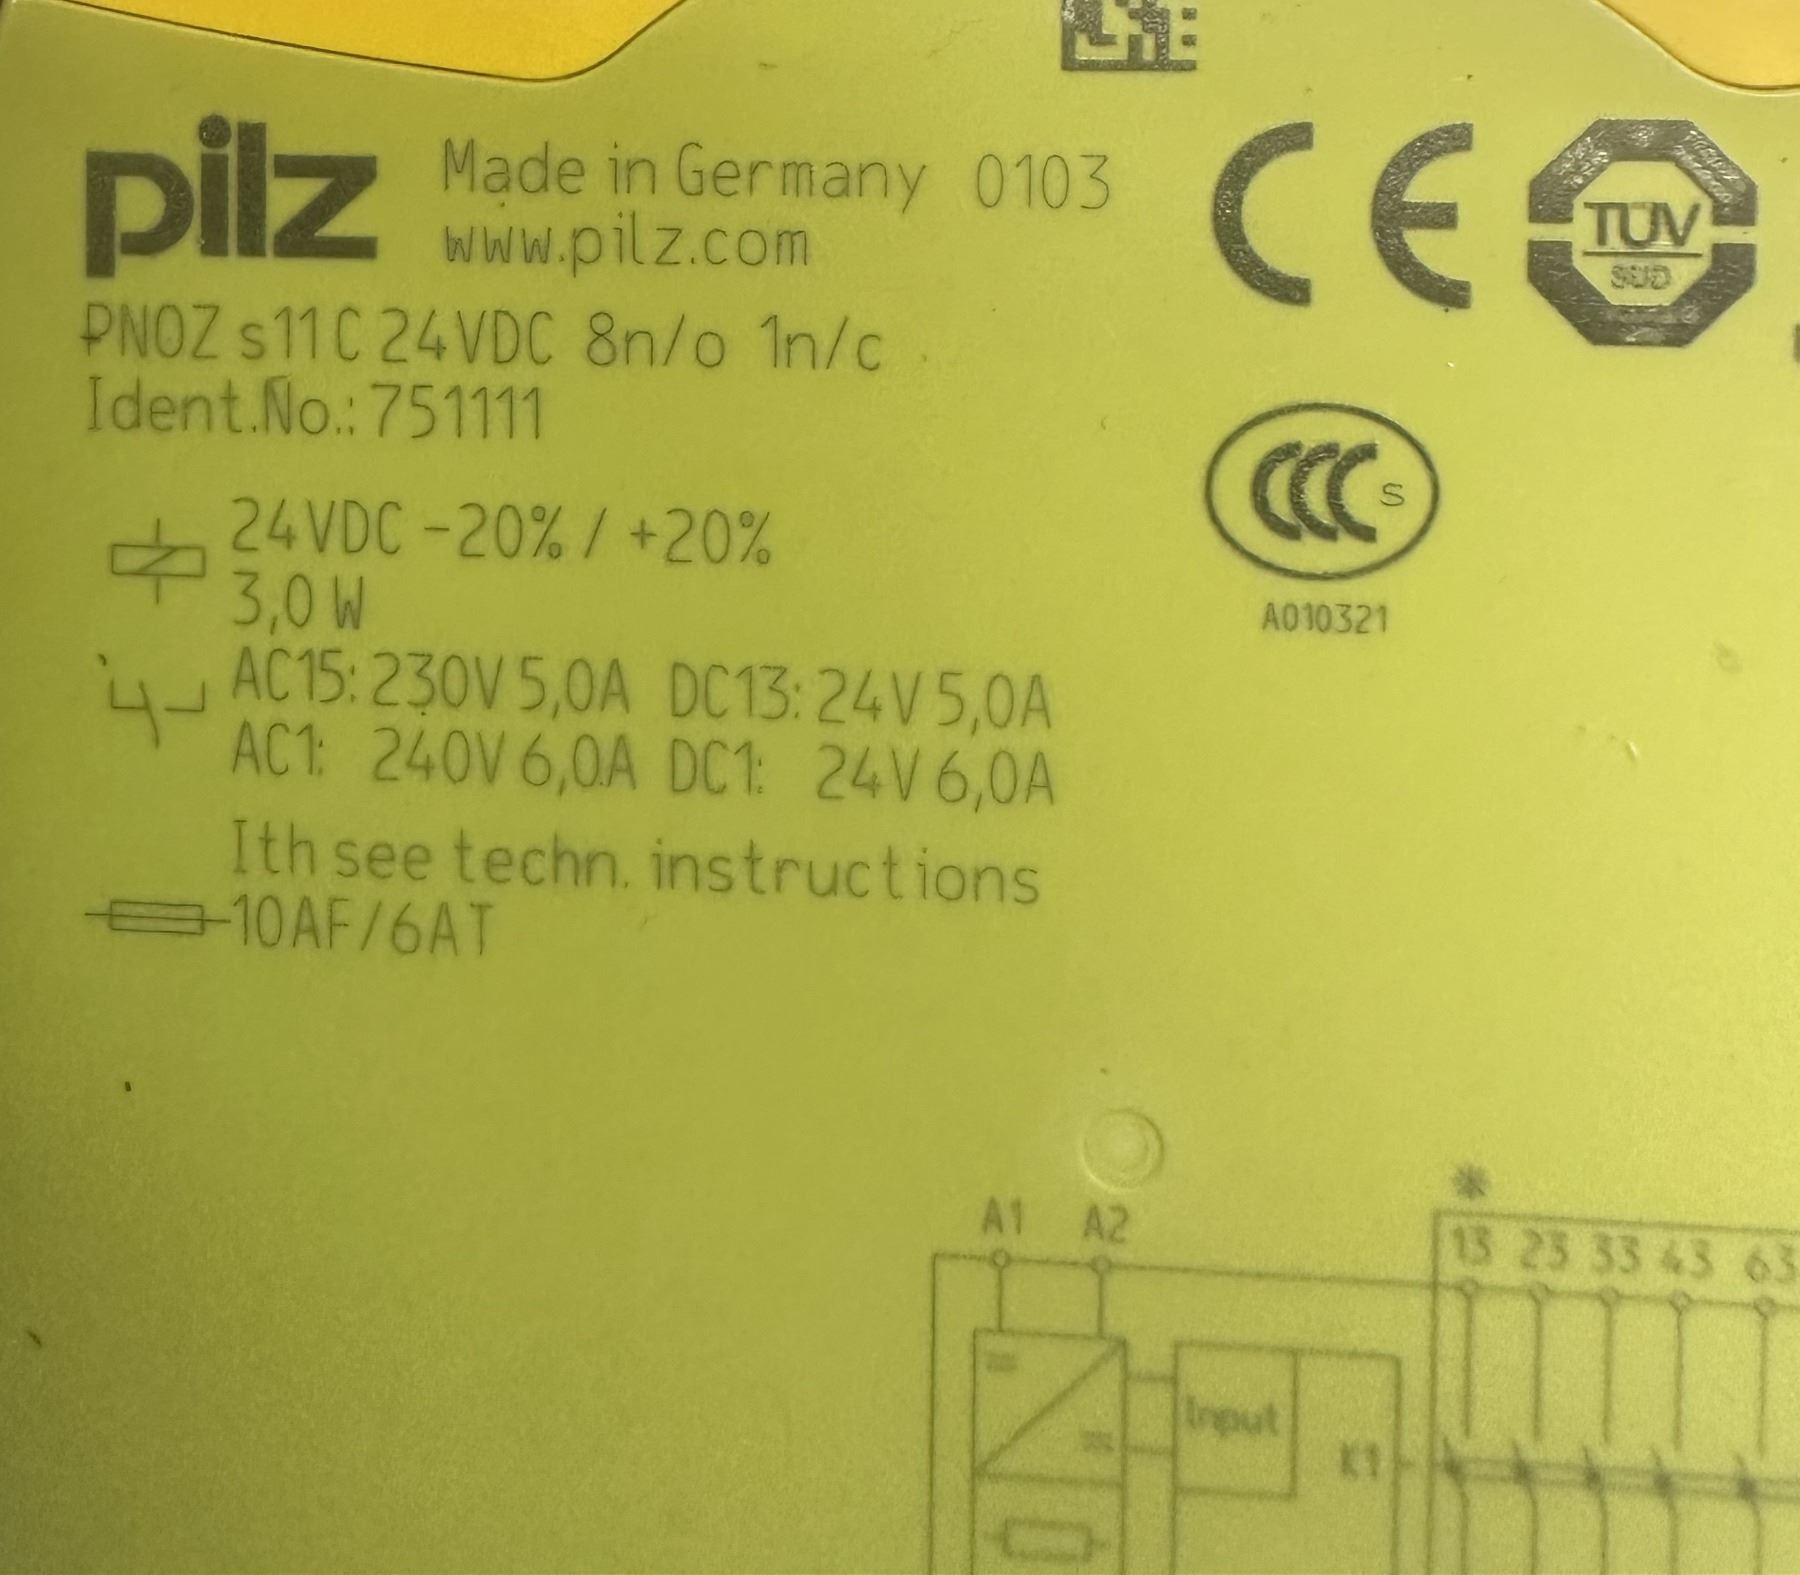 pilz Made in Germany 0103
www.pilz.com
PNOZ s11 C 24VDC 8n/o 1n/c
Ident.No.: 751111
CE
TÜV
SÜD
CCC S
A010321
24VDC -20% / +20%
3,0 W
AC15: 230V 5,0A DC13: 24V 5,0A
AC1: 240V 6,0A DC1: 24V 6,0A
Ith see techn. instructions
10AF/6AT
*
A1 A2 13 23 33 43 63
Input
K1